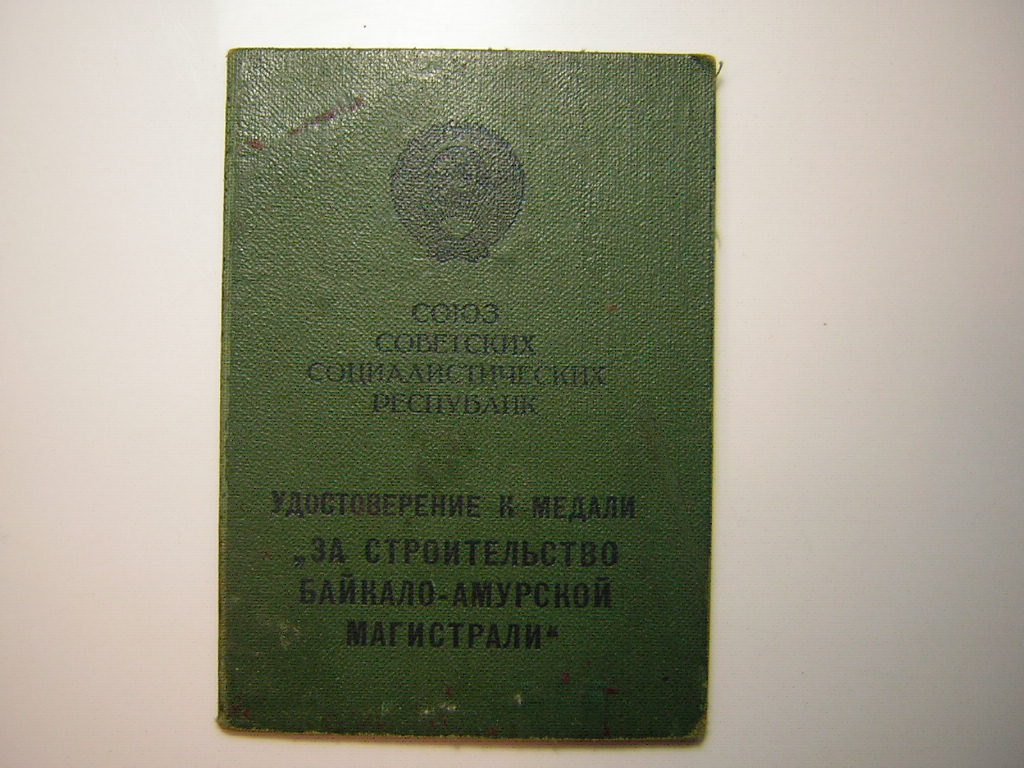 СОЮЗ
СОВЕТСКИХ
СОЦИАЛИСТИЧЕСКИХ
РЕСПУБЛИК
УДОСТОВЕРЕНИЕ К МЕДАЛИ
„ЗА СТРОИТЕЛЬСТВО
БАЙКАЛО-АМУРСКОЙ
МАГИСТРАЛИ“